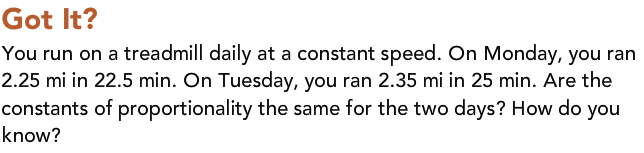 Got It?
You run on a treadmill daily at a constant speed. On Monday, you ran
2.25 mi in 22.5 min. On Tuesday, you ran 2.35 mi in 25 min. Are the
constants of proportionality the same for the two days? How do you
know?